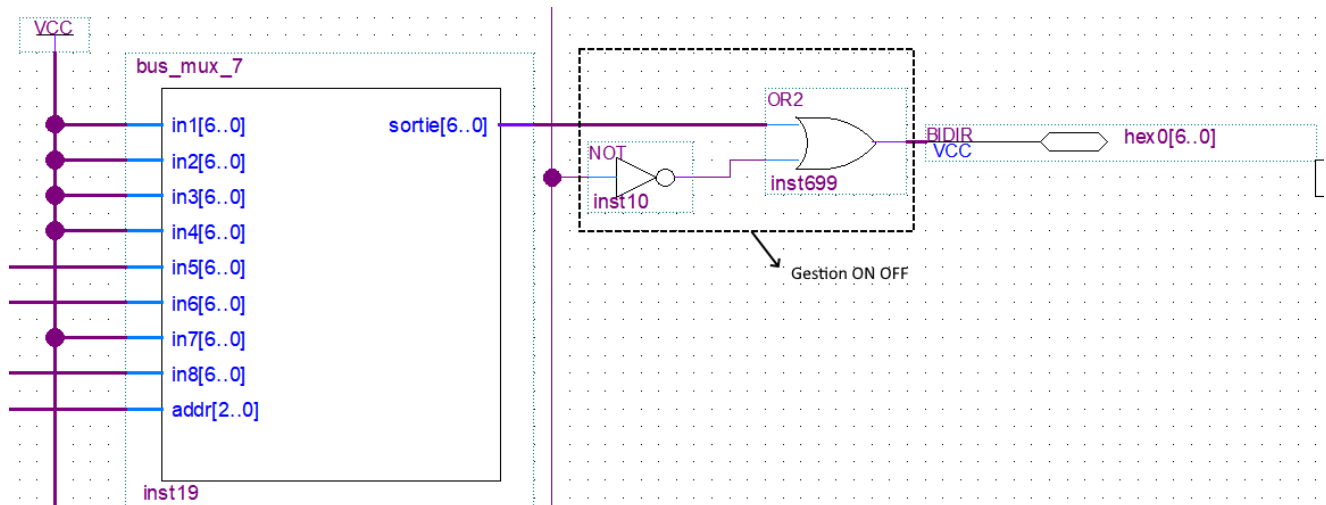 VCC
bus_mux_7
in1[6..0]
sortie[6..0]
in2[6..0]
in3[6..0]
in4[6..0]
in5[6..0]
in6[6..0]
in7[6..0]
in8[6..0]
addr[2..0]
inst19
NOT
inst10
OR2
inst699
BIDIR
VCC
hex0[6..0]
Gestion ON OFF